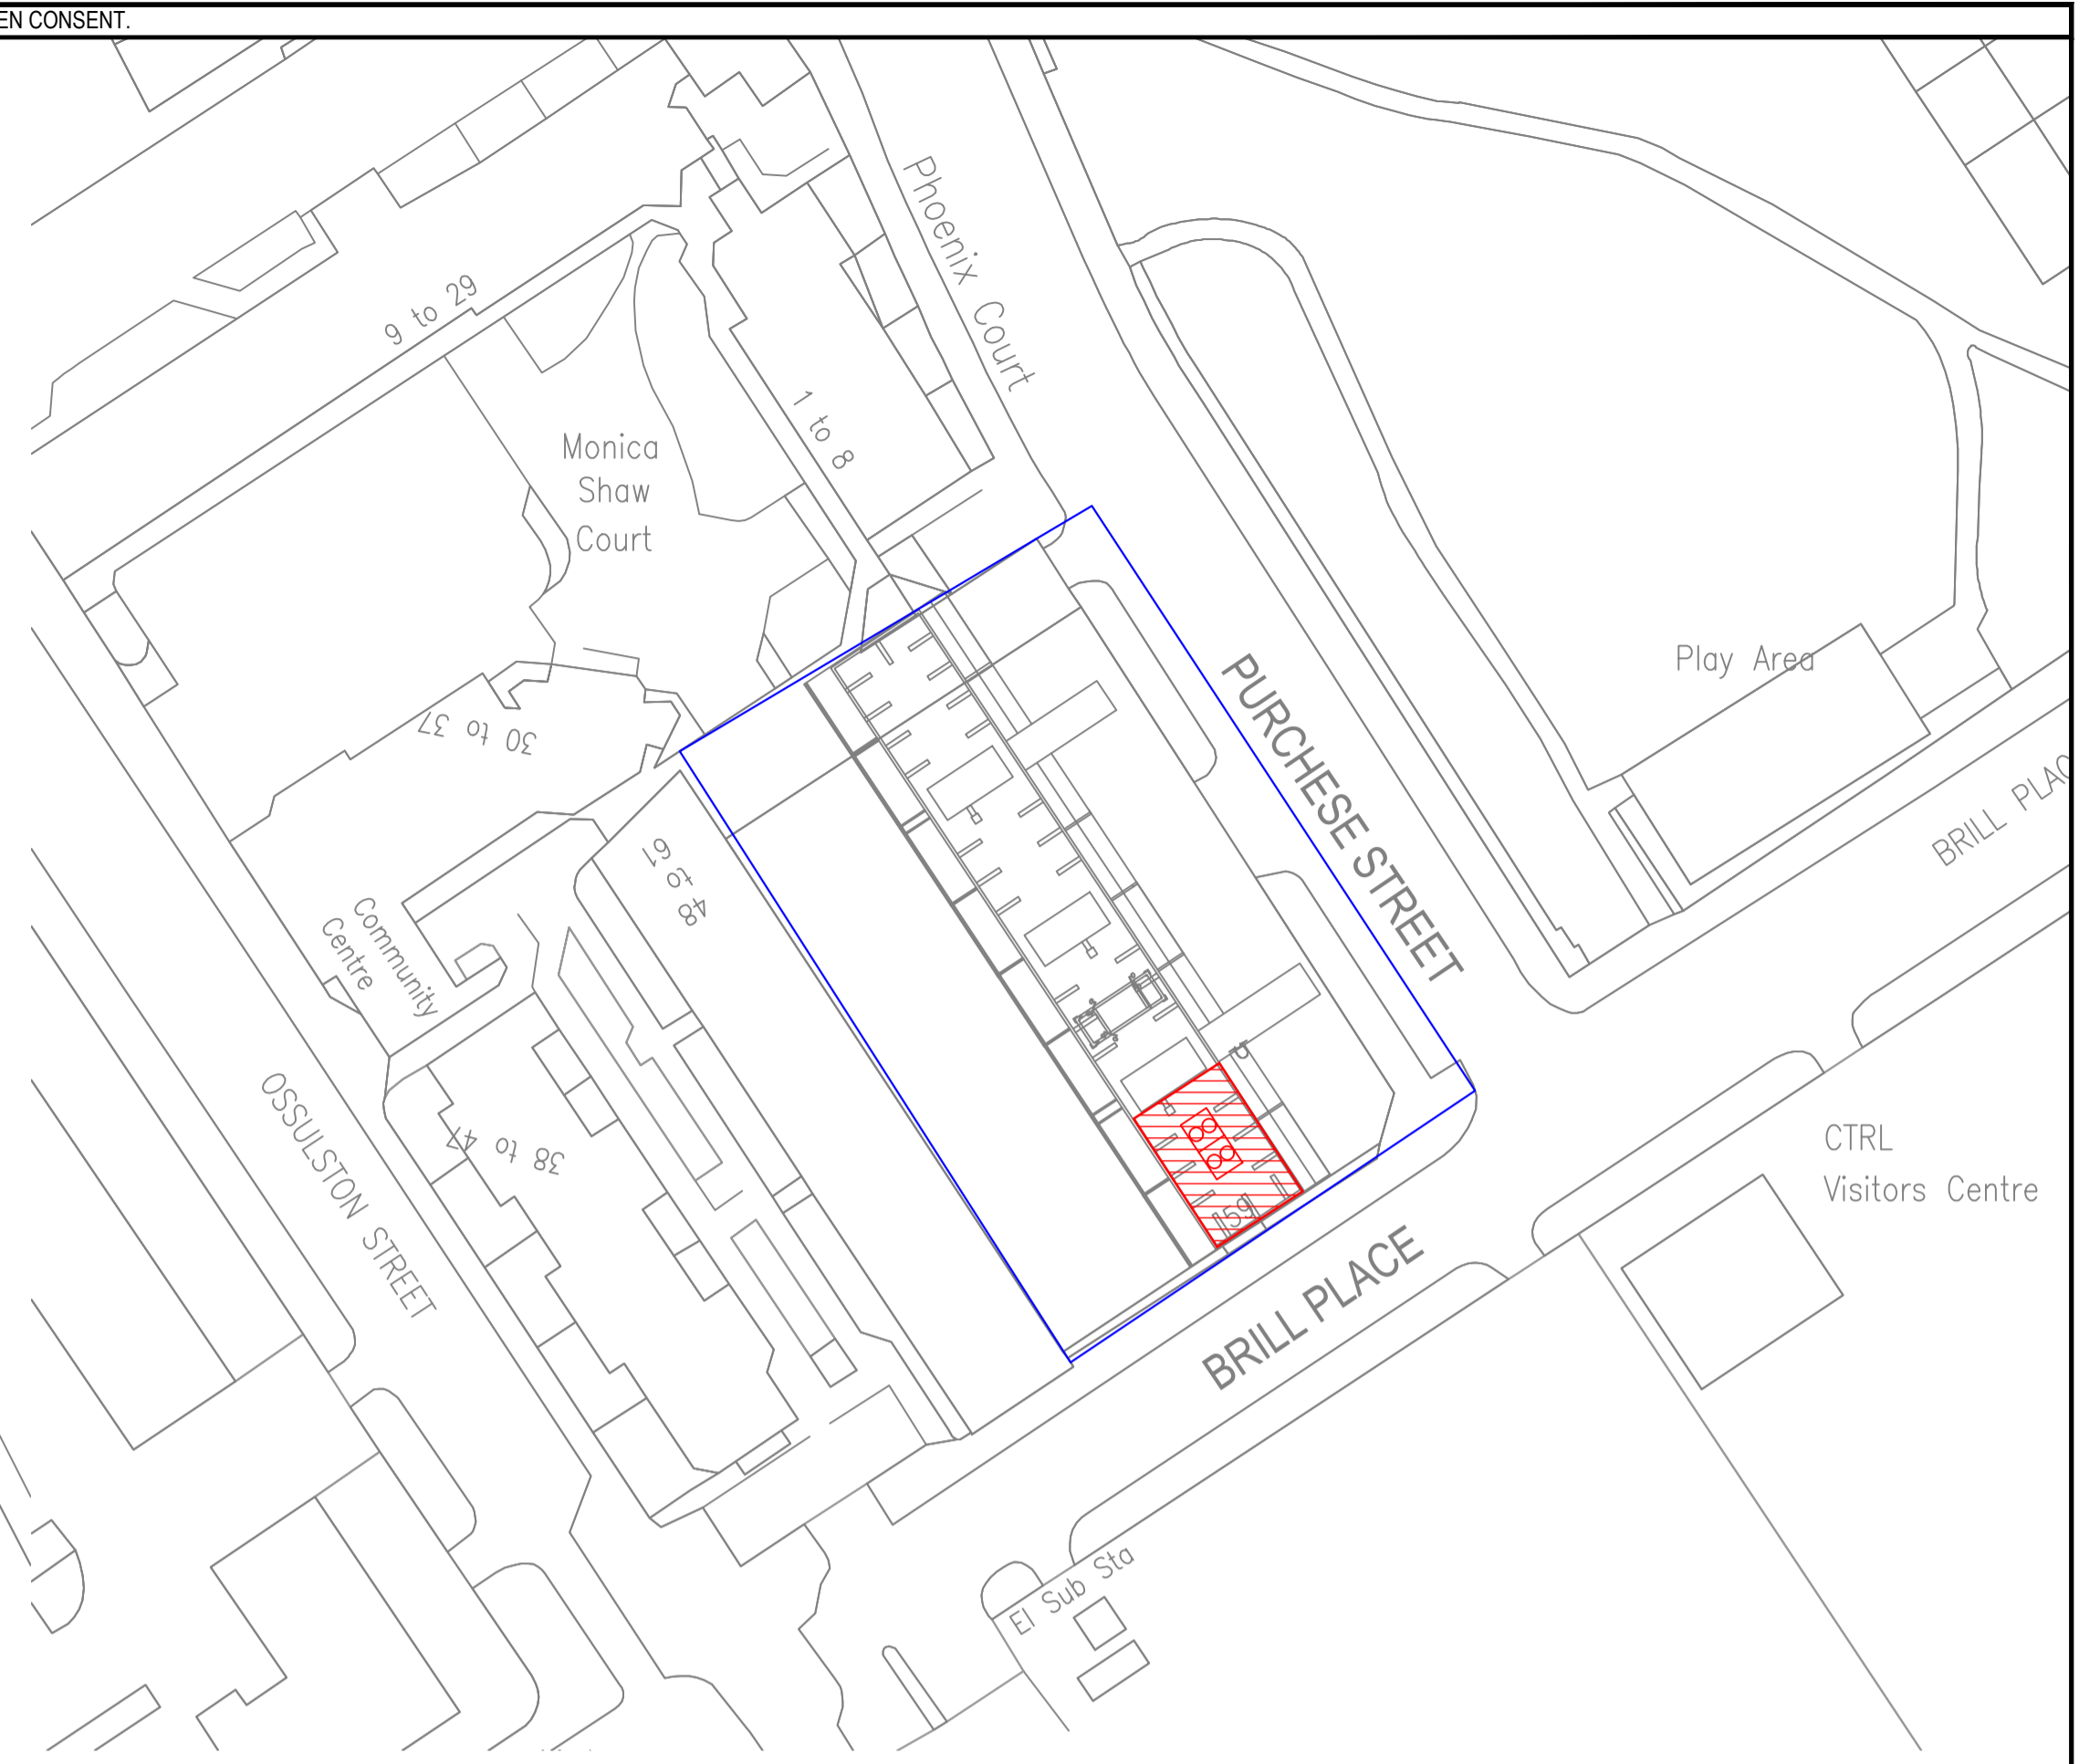 EN CONSENT.
Phoenix Court
9 to 29
1 to 8
Monica
Shaw
Court
Play Area
PURCHESE STREET
30 to 37
BRILL PLAC
48 to 61
Community
Centre
OSSULSTON STREET
38 to 47
CTRL
Visitors Centre
BRILL PLACE
El Sub Sta